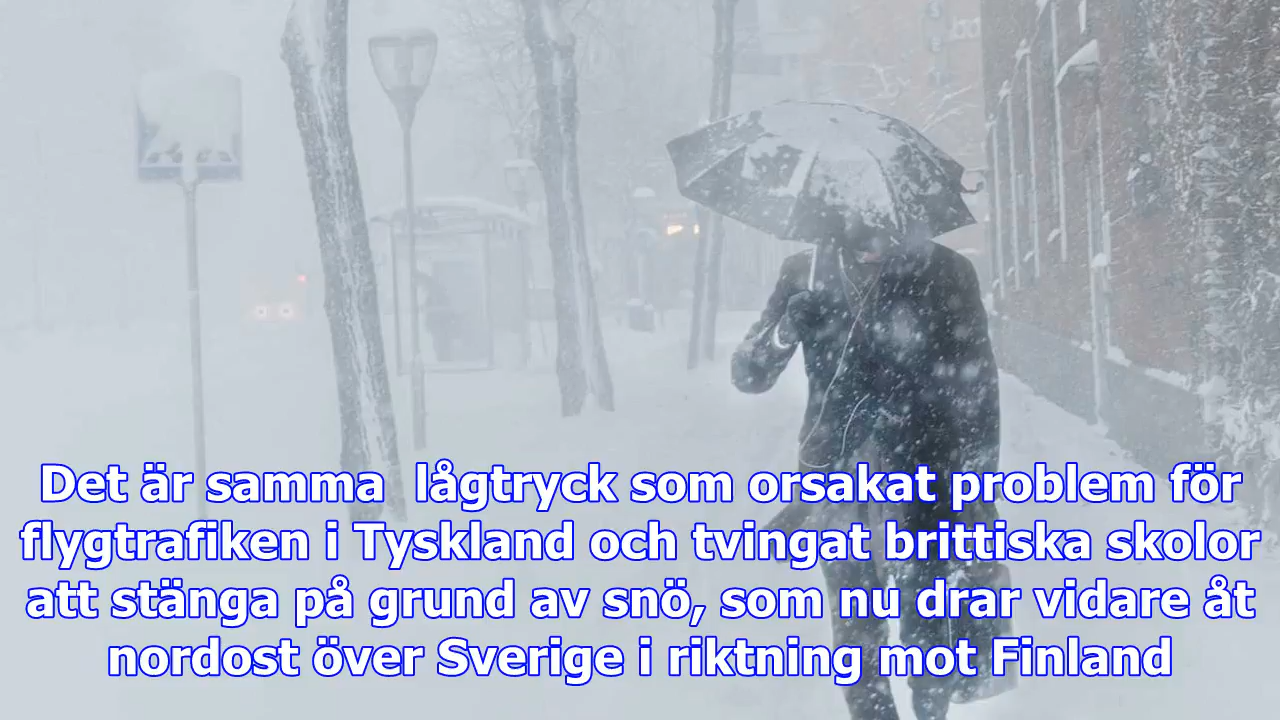 Det är samma  lågtryck som orsakat problem för
flygtrafiken i Tyskland och tvingat brittiska skolor
att stänga på grund av snö, som nu drar vidare åt
nordost över Sverige i riktning mot Finland